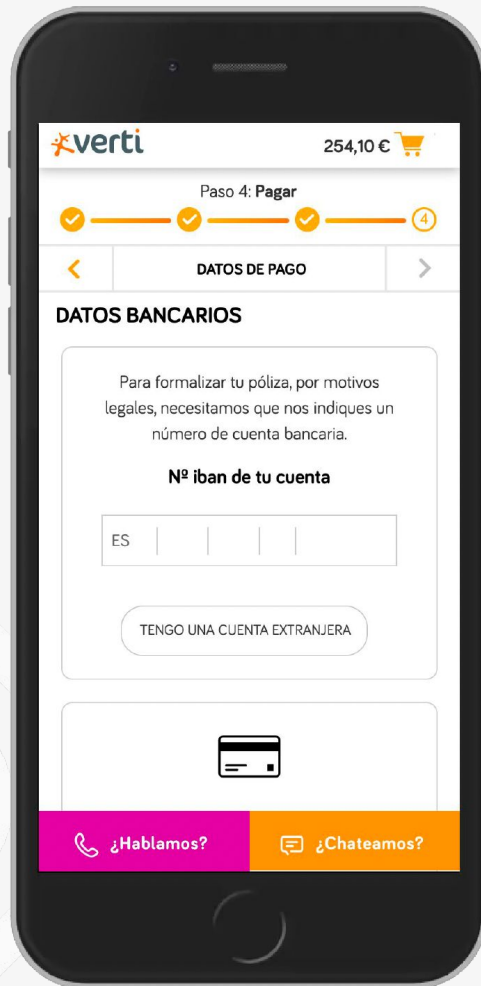 verti
254,10 €
Paso 4: Pagar
4
DATOS DE PAGO
DATOS BANCARIOS
Para formalizar tu póliza, por motivos
legales, necesitamos que nos indiques un
número de cuenta bancaria.
Nº iban de tu cuenta
ES
TENGO UNA CUENTA EXTRANJERA
¿Hablamos?
¿Chateamos?